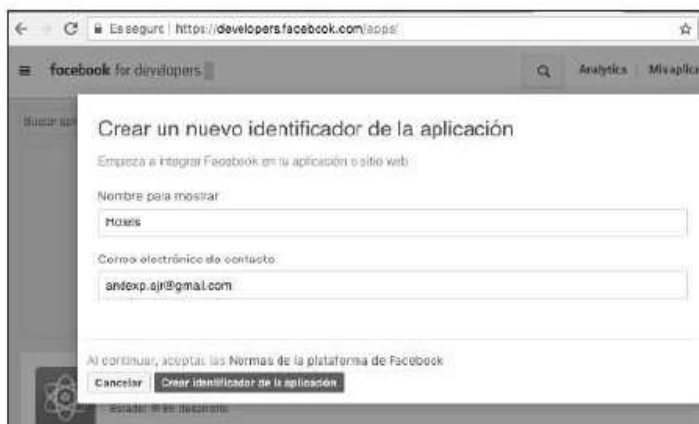 Es seguro | https://developers.facebook.com/apps/
facebook for developers
Analytics
Mis aplica
Buscar
Crear un nuevo identificador de la aplicación
Empieza a integrar Facebook en tu aplicación o sitio web
Nombre para mostrar
Hotels
Correo electrónico de contacto
andexp.ajr@gmail.com
Al continuar, aceptas las Normas de la plataforma de Facebook
Cancelar
Crear identificador de la aplicación
Estado: En desarrollo